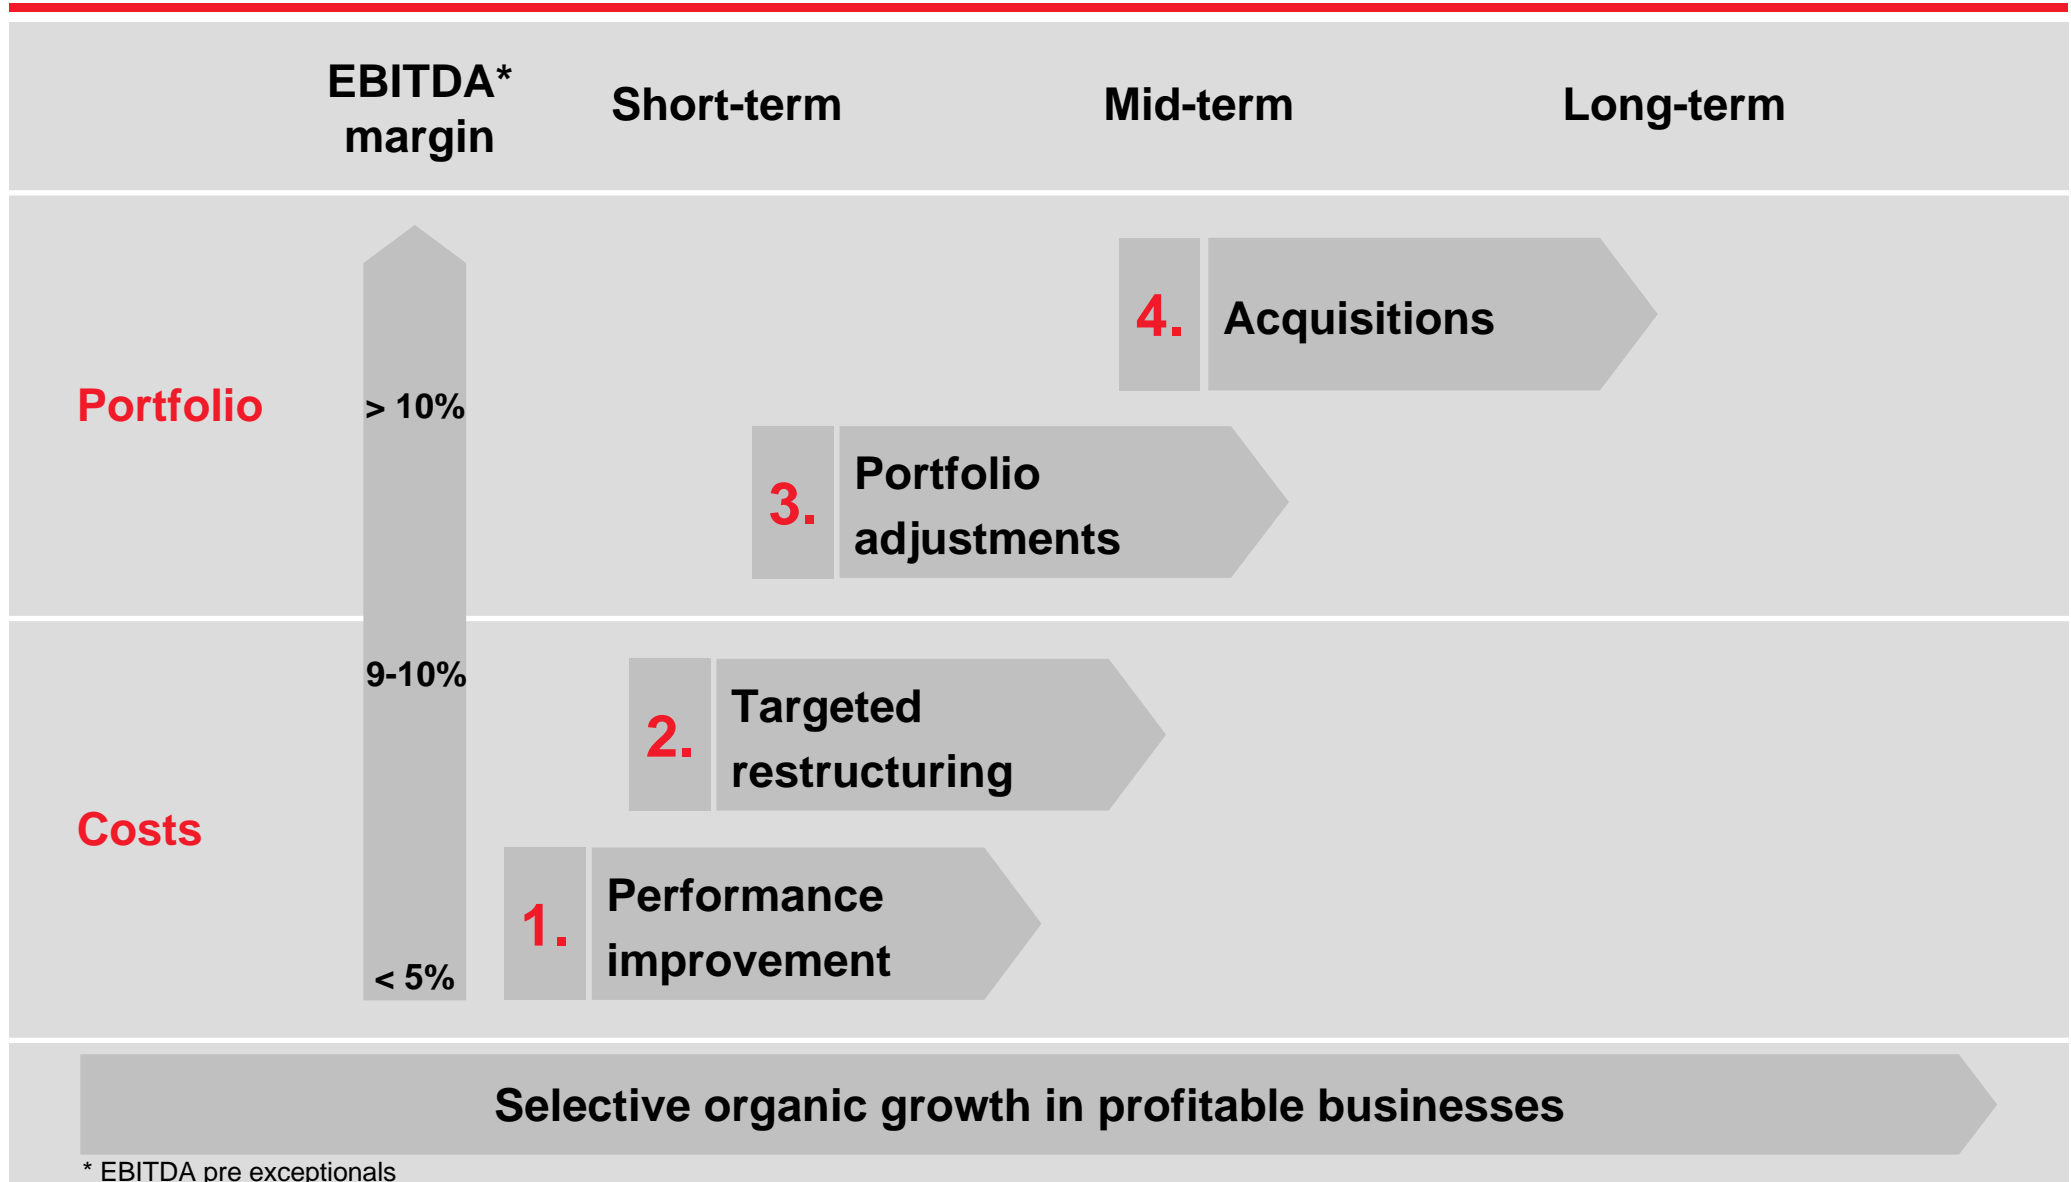 EBITDA*
margin
Short-term
Mid-term
Long-term
4. Acquisitions
Portfolio
> 10%
3. Portfolio
adjustments
9-10%
2. Targeted
restructuring
Costs
1. Performance
improvement
< 5%
Selective organic growth in profitable businesses
* EBITDA pre exceptionals